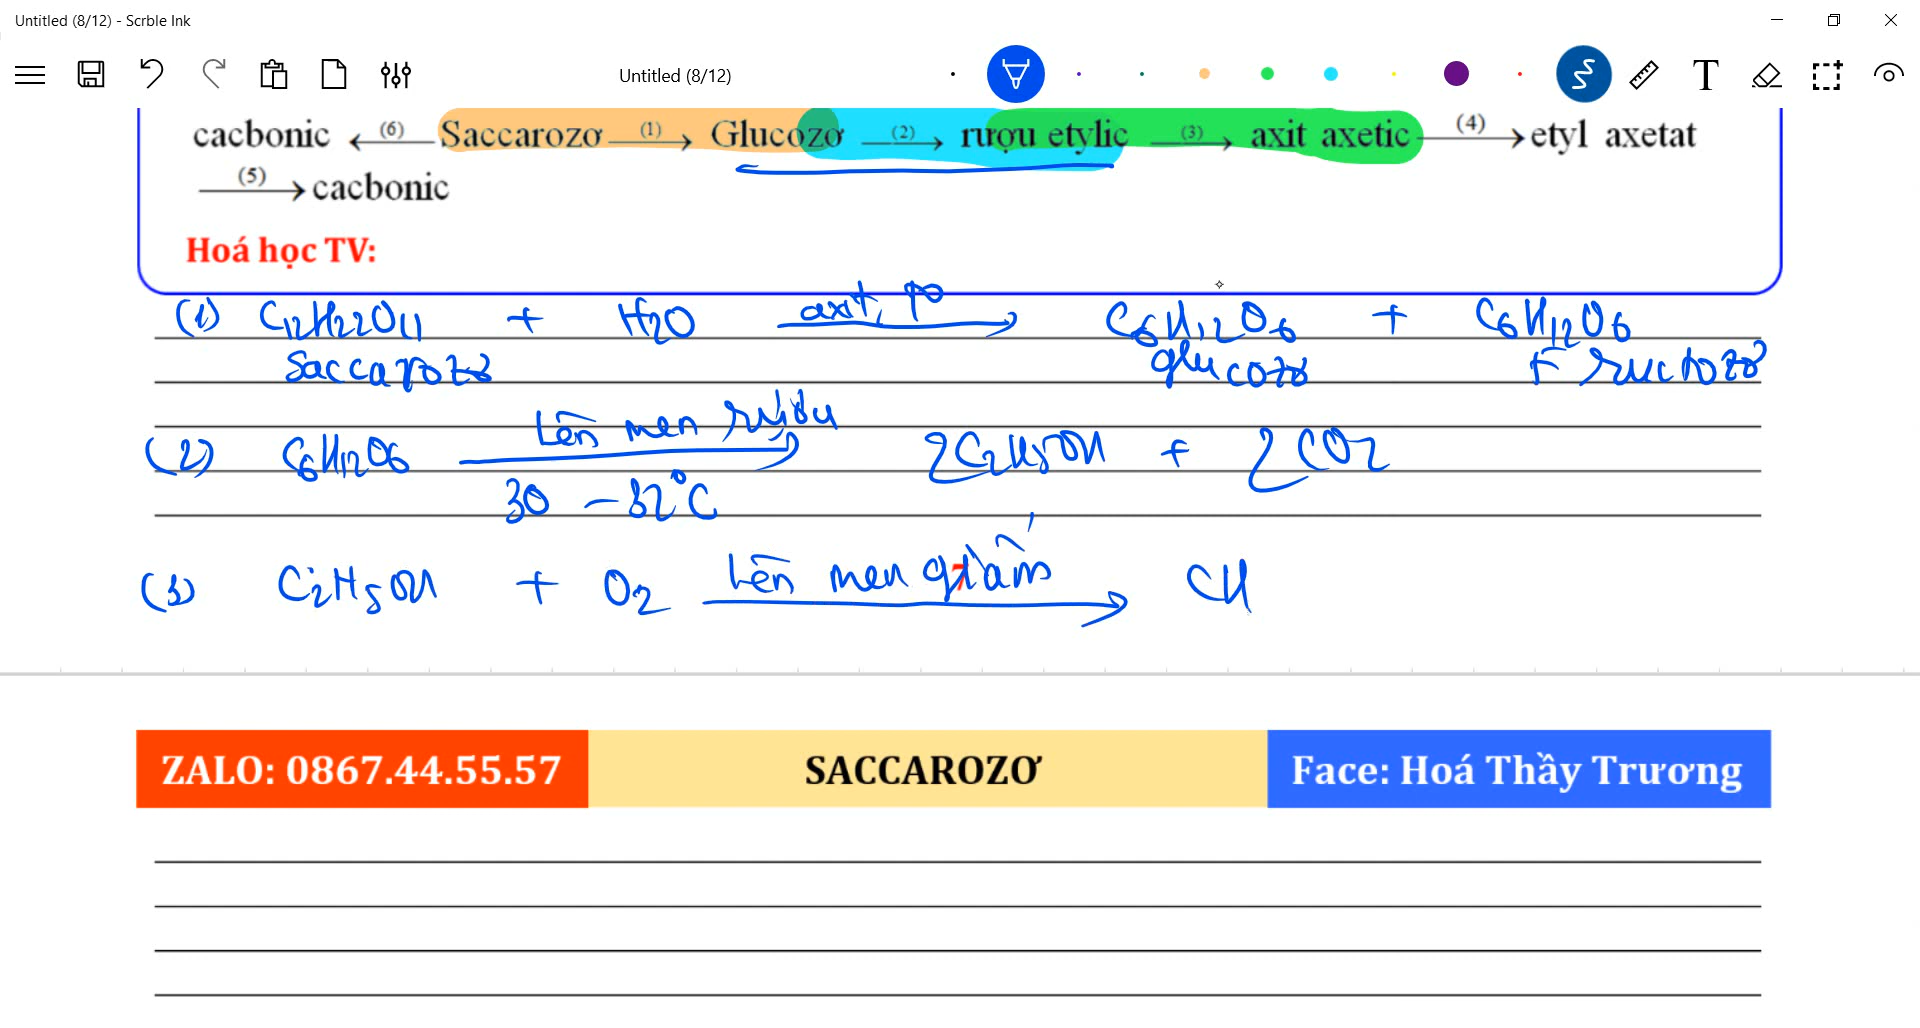 Untitled (8/12) - Scrble Ink
Untitled (8/12)
cacbonic ←(6) Saccarozơ (1)→ Glucozơ (2)→ rượu etylic (3)→ axit axetic (4)→ etyl axetat
(5)→ cacbonic
Hoá học TV:
(1) C12H22O11 + H2O axit, t° → C6H12O6 + C6H12O6
Saccarozơ glucozơ Fructozơ
(2) C6H12O6 Lên men rượu → 2C2H5OH + 2CO2
30 - 32°C
(3) C2H5OH + O2 Lên men giấm → CH
7
ZALO: 0867.44.55.57 SACCAROZƠ Face: Hoá Thầy Trương